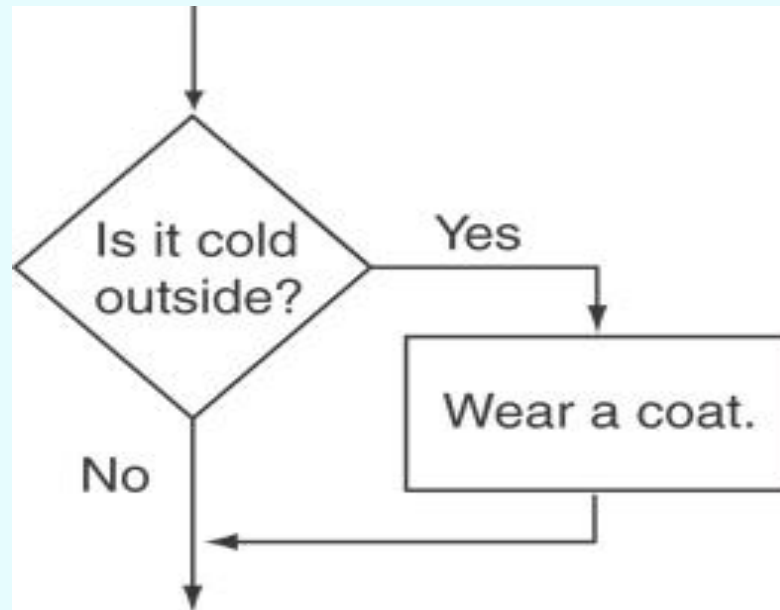 Is it cold
outside?
Yes
Wear a coat.
No